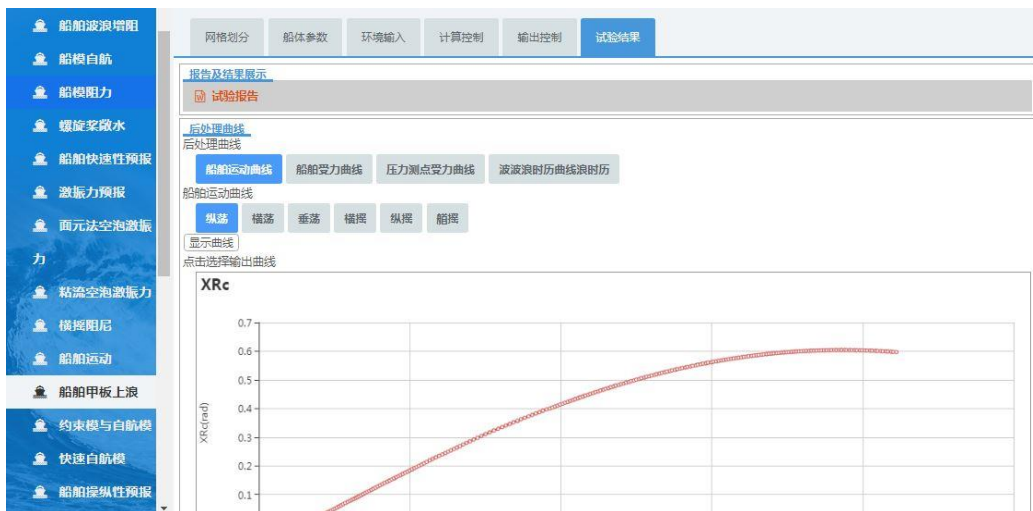 船舶波浪增阻
船模自航
船模阻力
螺旋桨敞水
船舶快速性预报
激振力预报
面元法空泡激振
力
粘流空泡激振力
横摇阻尼
船舶运动
船舶甲板上浪
约束模与自航模
快速自航模
船舶操纵性预报
网格划分 船体参数 环境输入 计算控制 输出控制 试验结果
报告及结果展示
试验报告
后处理曲线
后处理曲线
船舶运动曲线 船舶受力曲线 压力测点受力曲线 波波浪时历曲线浪时历
船舶运动曲线
纵荡 横荡 垂荡 横摇 纵摇 艏摇
显示曲线
点击选择输出曲线
XRc
0.7
0.6
0.5
0.4
0.3
0.2
0.1
XRc(rad)